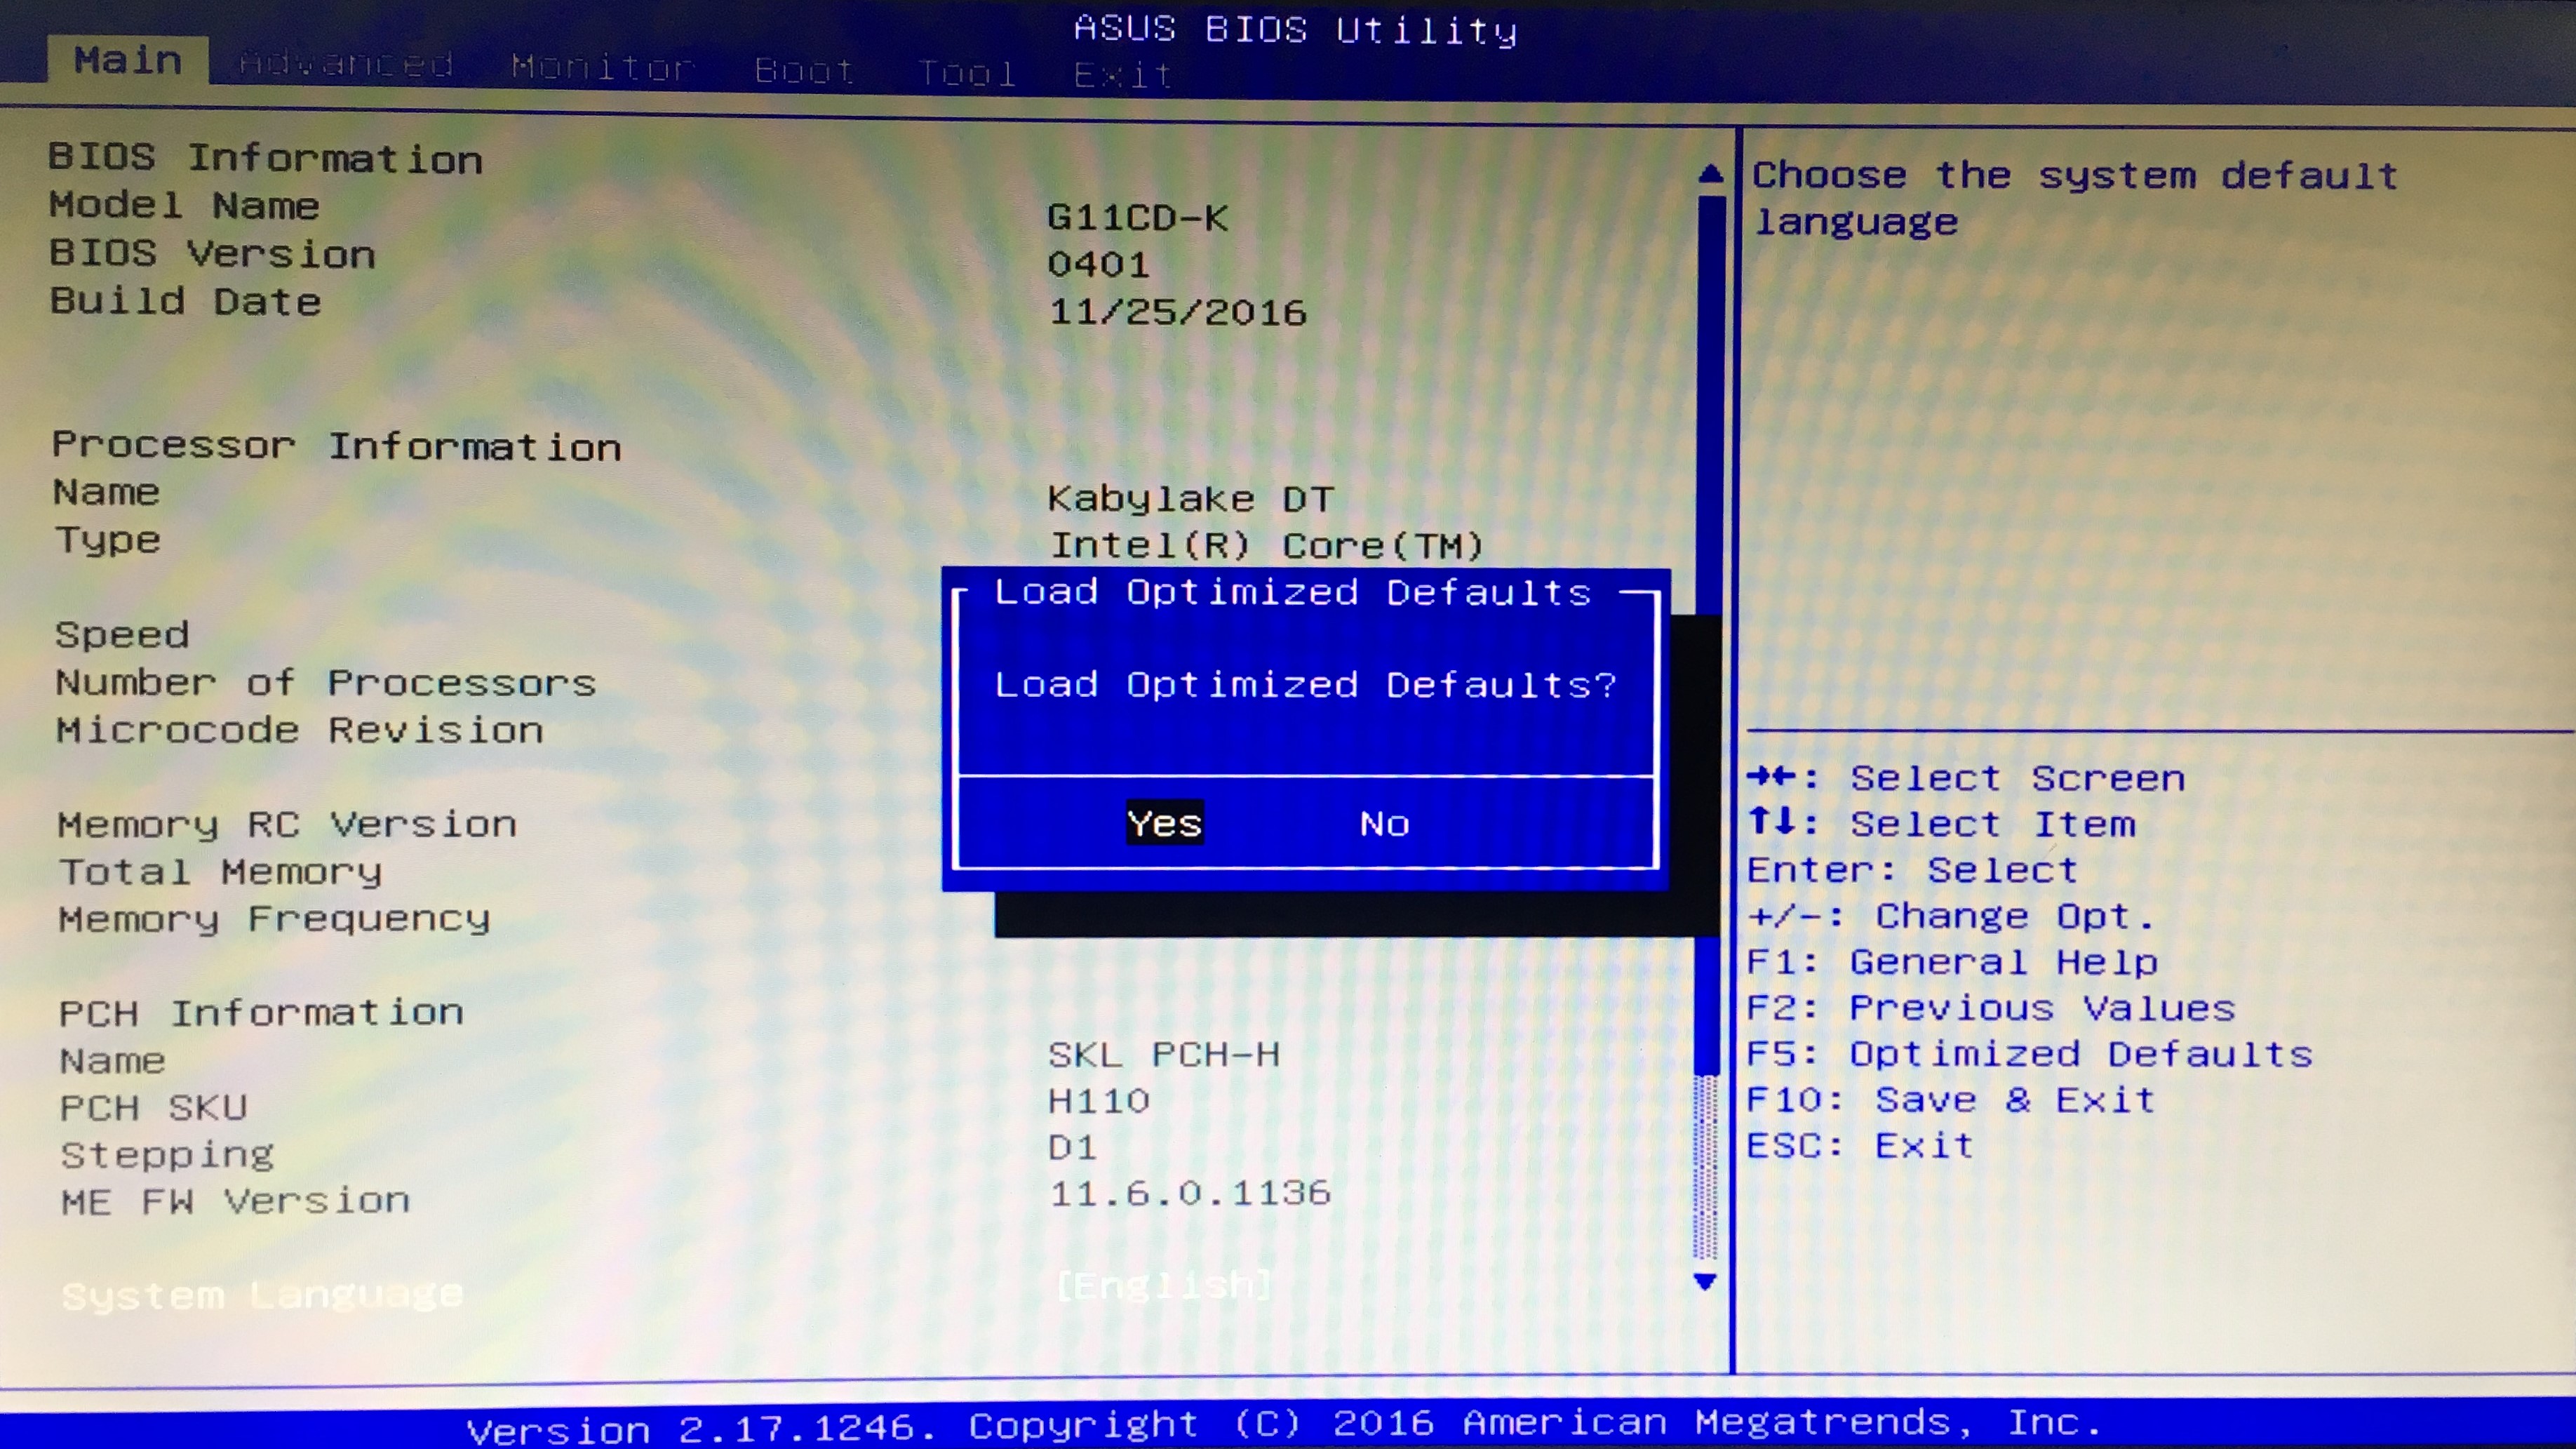 ASUS BIOS Utility
Main Advanced Monitor Boot Tool Exit
BIOS Information
Model Name G11CD-K
BIOS Version 0401
Build Date 11/25/2016
Processor Information
Name Kabylake DT
Type Intel(R) Core(TM)
Speed
Number of Processors
Microcode Revision
Memory RC Version
Total Memory
Memory Frequency
PCH Information
Name SKL PCH-H
PCH SKU H110
Stepping D1
ME FW Version 11.6.0.1136
System Language [English]
Load Optimized Defaults
Load Optimized Defaults?
Yes No
Choose the system default
language
→←: Select Screen
↑↓: Select Item
Enter: Select
+/-: Change Opt.
F1: General Help
F2: Previous Values
F5: Optimized Defaults
F10: Save & Exit
ESC: Exit
Version 2.17.1246. Copyright (C) 2016 American Megatrends, Inc.